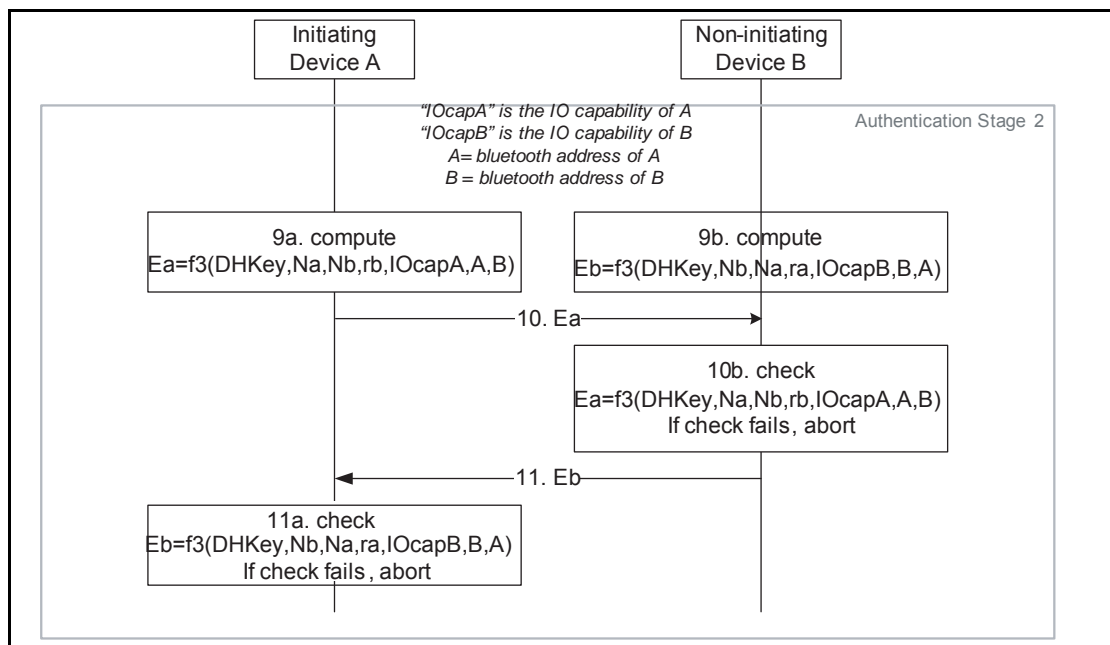 Initiating
Device A
Non-initiating
Device B
"IOcapA" is the IO capability of A
"IOcapB" is the IO capability of B
A= bluetooth address of A
B = bluetooth address of B
Authentication Stage 2
9a. compute
Ea=f3(DHKey,Na,Nb,rb,IOcapA,A,B)
9b. compute
Eb=f3(DHKey,Nb,Na,ra,IOcapB,B,A)
10. Ea
10b. check
Ea=f3(DHKey,Na,Nb,rb,IOcapA,A,B)
If check fails, abort
11. Eb
11a. check
Eb=f3(DHKey,Nb,Na,ra,IOcapB,B,A)
If check fails, abort